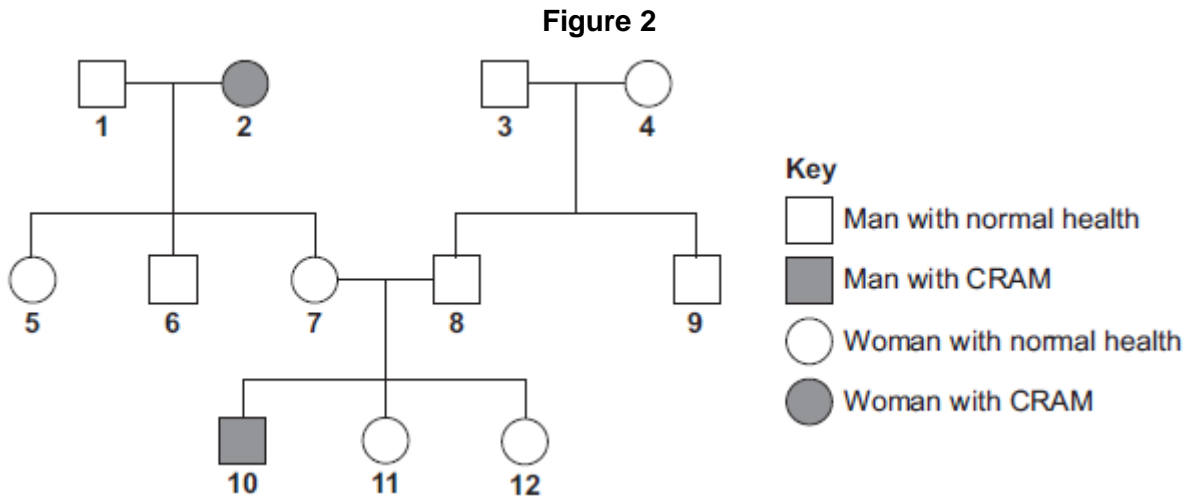 Figure 2
1
2
3
4
Key
Man with normal health
Man with CRAM
Woman with normal health
Woman with CRAM
5
6
7
8
9
10
11
12